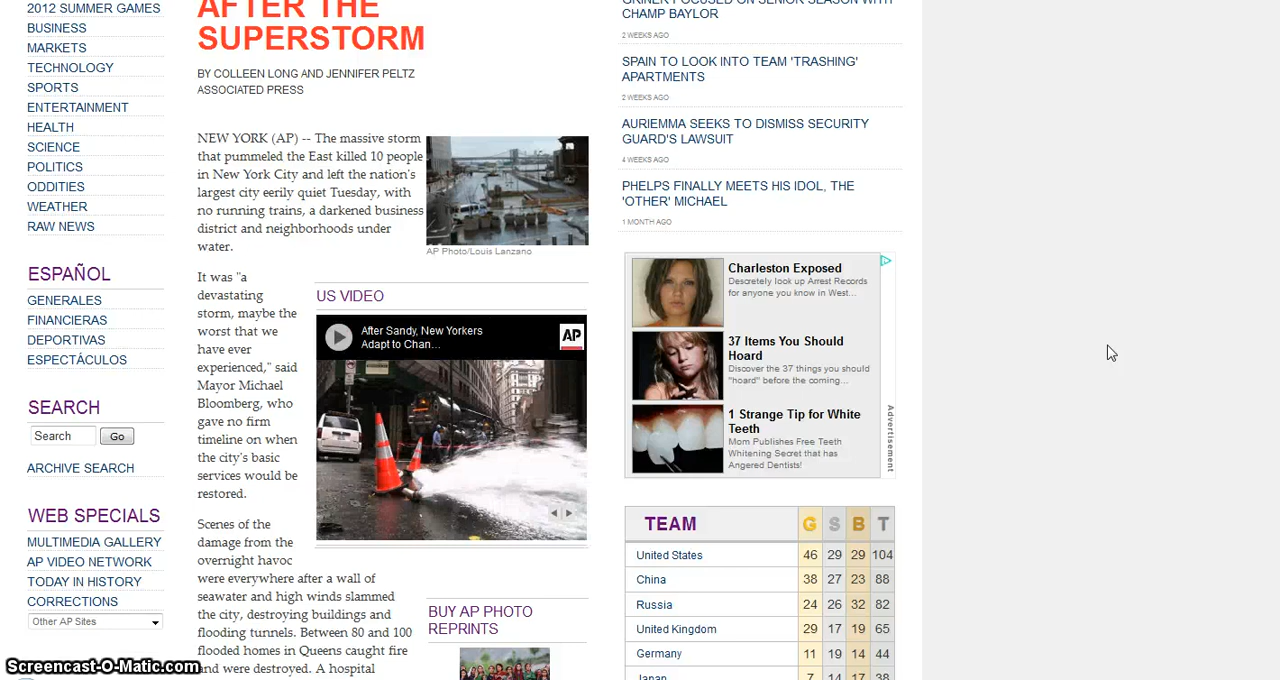 2012 SUMMER GAMES
BUSINESS
MARKETS
TECHNOLOGY
SPORTS
ENTERTAINMENT
HEALTH
SCIENCE
POLITICS
ODDITIES
WEATHER
RAW NEWS
ESPAÑOL
GENERALES
FINANCIERAS
DEPORTIVAS
ESPECTÁCULOS
SEARCH
Search Go
ARCHIVE SEARCH
WEB SPECIALS
MULTIMEDIA GALLERY
AP VIDEO NETWORK
TODAY IN HISTORY
CORRECTIONS
Other AP Sites
AFTER THE
SUPERSTORM
BY COLLEEN LONG AND JENNIFER PELTZ
ASSOCIATED PRESS
NEW YORK (AP) -- The massive storm
that pummeled the East killed 10 people
in New York City and left the nation's
largest city eerily quiet Tuesday, with
no running trains, a darkened business
district and neighborhoods under
water.
AP Photo/Louis Lanzano
It was "a
devastating
storm, maybe the
worst that we
have ever
experienced," said
Mayor Michael
Bloomberg, who
gave no firm
timeline on when
the city's basic
services would be
restored.
US VIDEO
After Sandy, New Yorkers
Adapt to Chan...
AP
Scenes of the
damage from the
overnight havoc
were everywhere after a wall of
seawater and high winds slammed
the city, destroying buildings and
flooding tunnels. Between 80 and 100
flooded homes in Queens caught fire
and were destroyed. A hospital
BUY AP PHOTO
REPRINTS
GRINER FOCUSED ON SENIOR SEASON WITH
CHAMP BAYLOR
2 WEEKS AGO
SPAIN TO LOOK INTO TEAM 'TRASHING'
APARTMENTS
2 WEEKS AGO
AURIEMMA SEEKS TO DISMISS SECURITY
GUARD'S LAWSUIT
4 WEEKS AGO
PHELPS FINALLY MEETS HIS IDOL, THE
'OTHER' MICHAEL
1 MONTH AGO
Charleston Exposed
Descretely look up Arrest Records
for anyone you know in West...
37 Items You Should
Hoard
Discover the 37 things you should
"hoard" before the coming...
1 Strange Tip for White
Teeth
Mom Publishes Free Teeth
Whitening Secret that has
Angered Dentists!
Advertisement
TEAM G S B T
United States 46 29 29 104
China 38 27 23 88
Russia 24 26 32 82
United Kingdom 29 17 19 65
Germany 11 19 14 44
Japan 7 14 17 38
Screencast-O-Matic.com